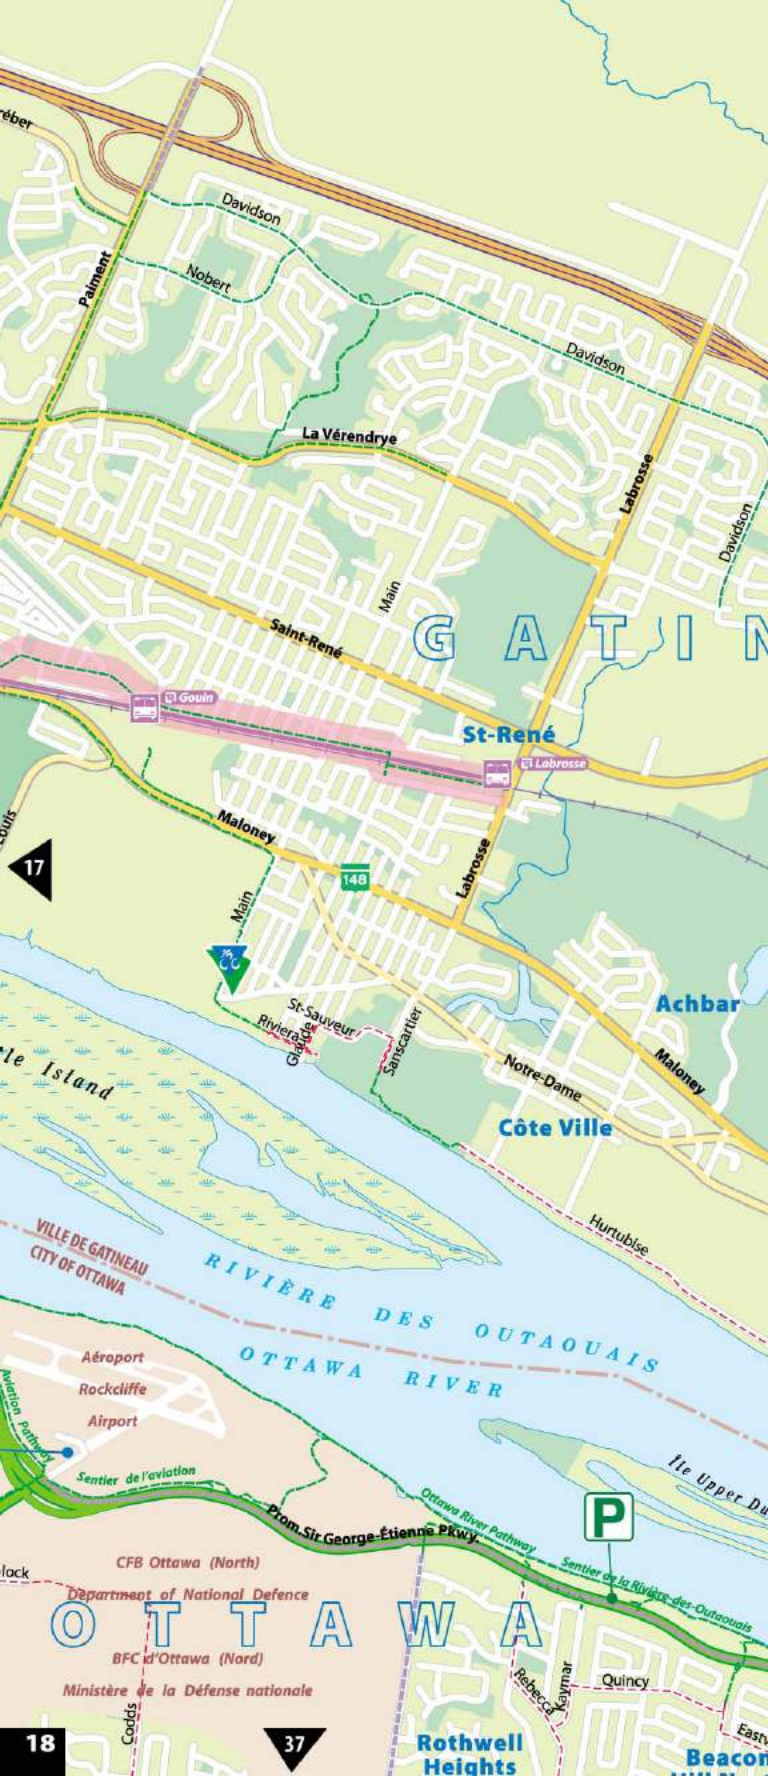 Davidson
Nobert
Paiment
Davidson
La Vérendrye
Labrosse
Davidson
Main
GATIN
Saint-René
Gouin
St-René
Labrosse
Maloney
148
Labrosse
17
Main
Achbar
St-Sauveur
Riviera
Glaude
Sanscartier
Island
Notre-Dame
Maloney
Côte Ville
Hurtubise
VILLE DE GATINEAU
CITY OF OTTAWA
RIVIÈRE DES OUTAOUAIS
OTTAWA RIVER
Aéroport
Rockcliffe
Airport
Aviation Pathway
Sentier de l'aviation
Île Upper Du
Ottawa River Pathway
P
Prom. Sir George-Étienne Pkwy.
Sentier de la Rivière-des-Outaouais
CFB Ottawa (North)
Department of National Defence
OTTAWA
BFC d'Ottawa (Nord)
Ministère de la Défense nationale
Rebecca
Kaymar
Quincy
Codds
18
37
Rothwell
Heights
Beacon